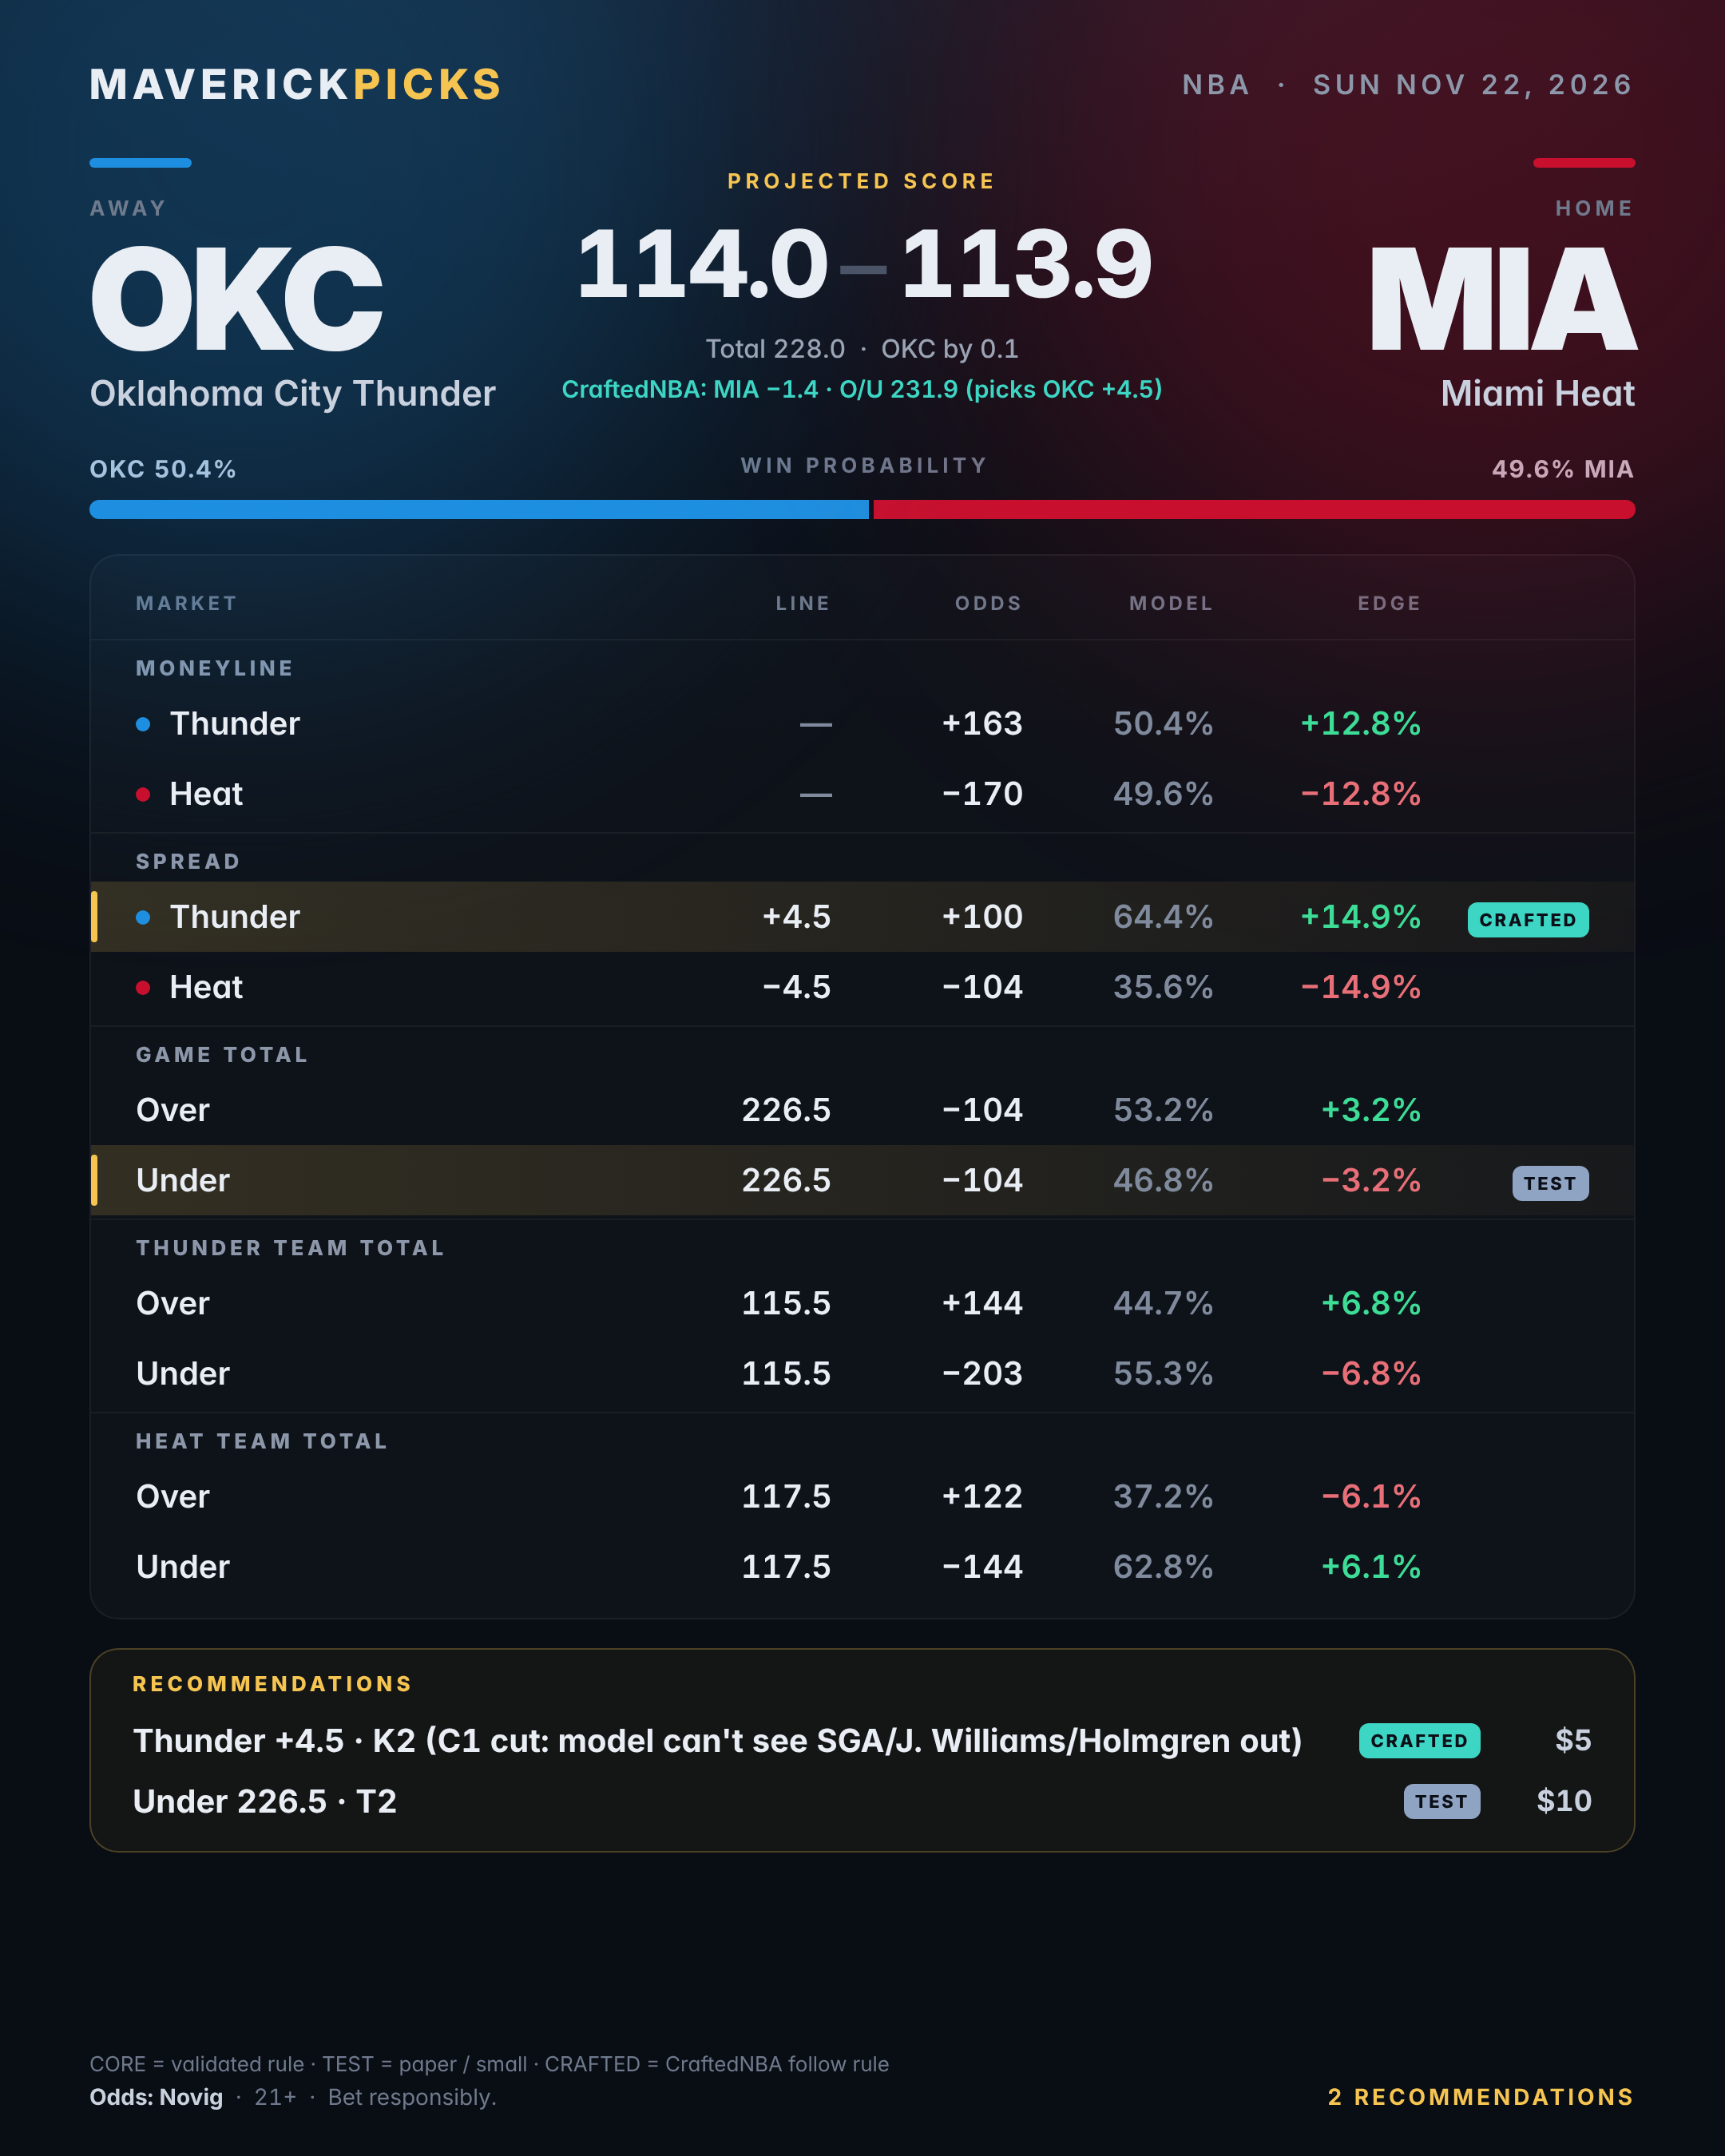 MAVERICKPICKS
NBA · SUN NOV 22, 2026
AWAY
OKC
Oklahoma City Thunder
PROJECTED SCORE
114.0–113.9
Total 228.0 · OKC by 0.1
CraftedNBA: MIA −1.4 · O/U 231.9 (picks OKC +4.5)
HOME
MIA
Miami Heat
OKC 50.4% WIN PROBABILITY 49.6% MIA
MARKET LINE ODDS MODEL EDGE
MONEYLINE
Thunder — +163 50.4% +12.8%
Heat — −170 49.6% −12.8%
SPREAD
Thunder +4.5 +100 64.4% +14.9% CRAFTED
Heat −4.5 −104 35.6% −14.9%
GAME TOTAL
Over 226.5 −104 53.2% +3.2%
Under 226.5 −104 46.8% −3.2% TEST
THUNDER TEAM TOTAL
Over 115.5 +144 44.7% +6.8%
Under 115.5 −203 55.3% −6.8%
HEAT TEAM TOTAL
Over 117.5 +122 37.2% −6.1%
Under 117.5 −144 62.8% +6.1%
RECOMMENDATIONS
Thunder +4.5 · K2 (C1 cut: model can't see SGA/J. Williams/Holmgren out) CRAFTED $5
Under 226.5 · T2 TEST $10
CORE = validated rule · TEST = paper / small · CRAFTED = CraftedNBA follow rule
Odds: Novig · 21+ · Bet responsibly.
2 RECOMMENDATIONS